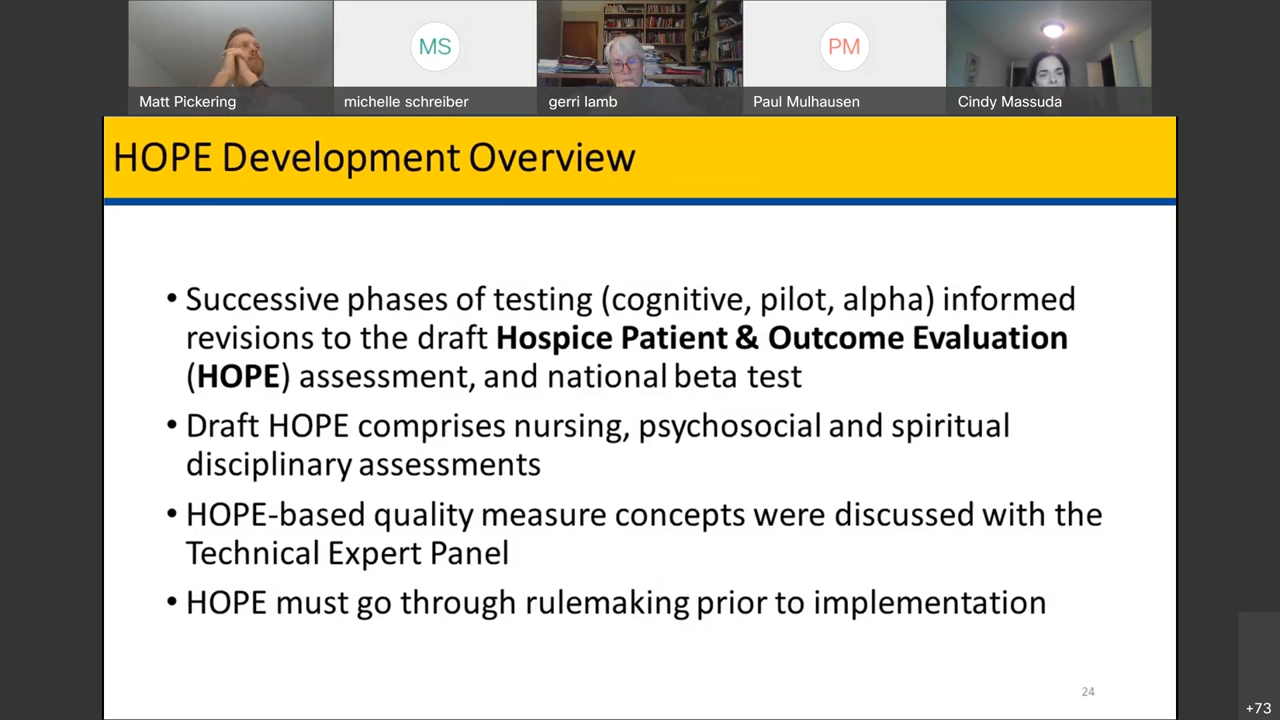 MS
PM
Matt Pickering
michelle schreiber
gerri lamb
Paul Mulhausen
Cindy Massuda
HOPE Development Overview
• Successive phases of testing (cognitive, pilot, alpha) informed
revisions to the draft Hospice Patient & Outcome Evaluation
(HOPE) assessment, and national beta test
• Draft HOPE comprises nursing, psychosocial and spiritual
disciplinary assessments
• HOPE-based quality measure concepts were discussed with the
Technical Expert Panel
• HOPE must go through rulemaking prior to implementation
24
+73